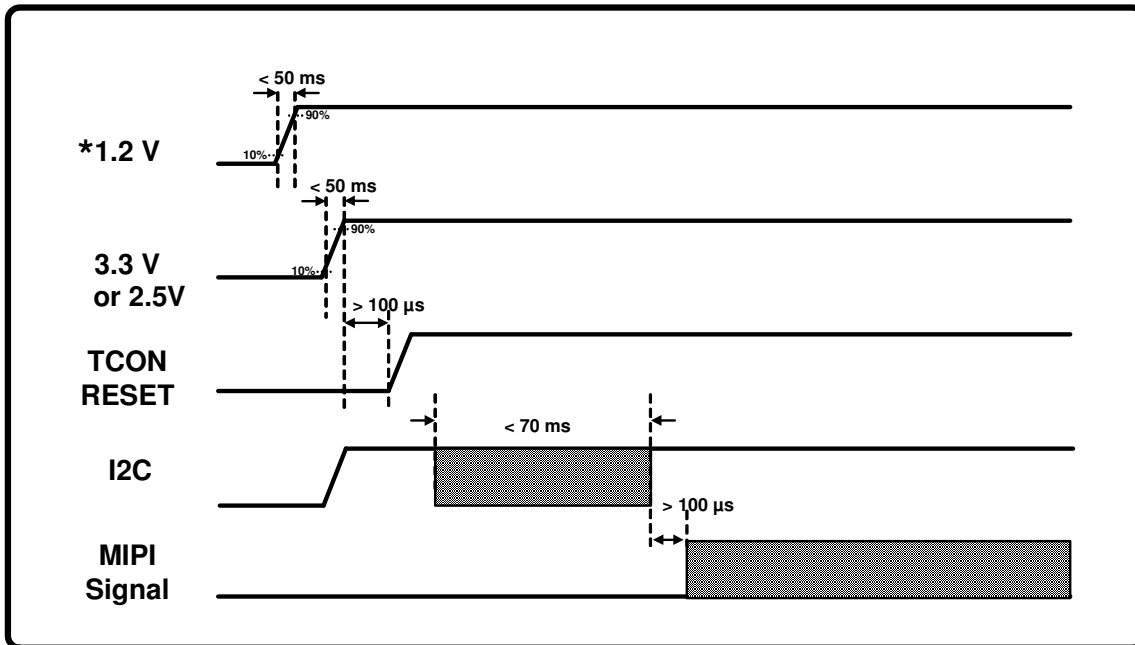 < 50 ms
90%
*1.2 V
10%
< 50 ms
90%
3.3 V
10%
or 2.5V
> 100 µs
TCON
RESET
< 70 ms
I2C
> 100 µs
MIPI
Signal